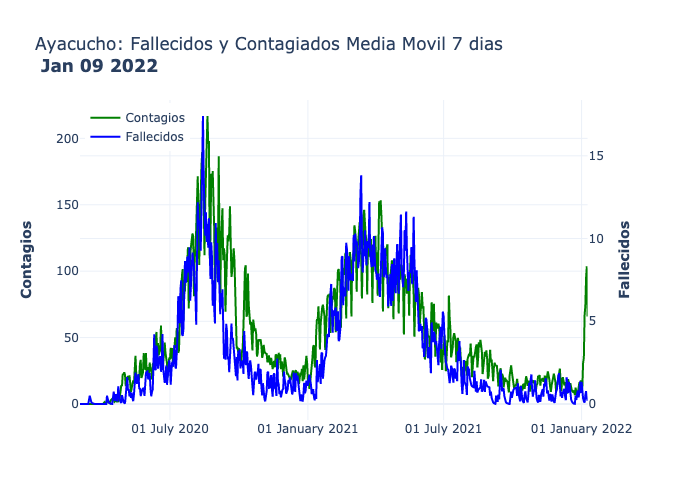 Ayacucho: Fallecidos y Contagiados Media Movil 7 dias
Jan 09 2022
Contagios
Fallecidos
200
150
100
50
0
15
10
5
0
Contagios
Fallecidos
01 July 2020
01 January 2021
01 July 2021
01 January 2022